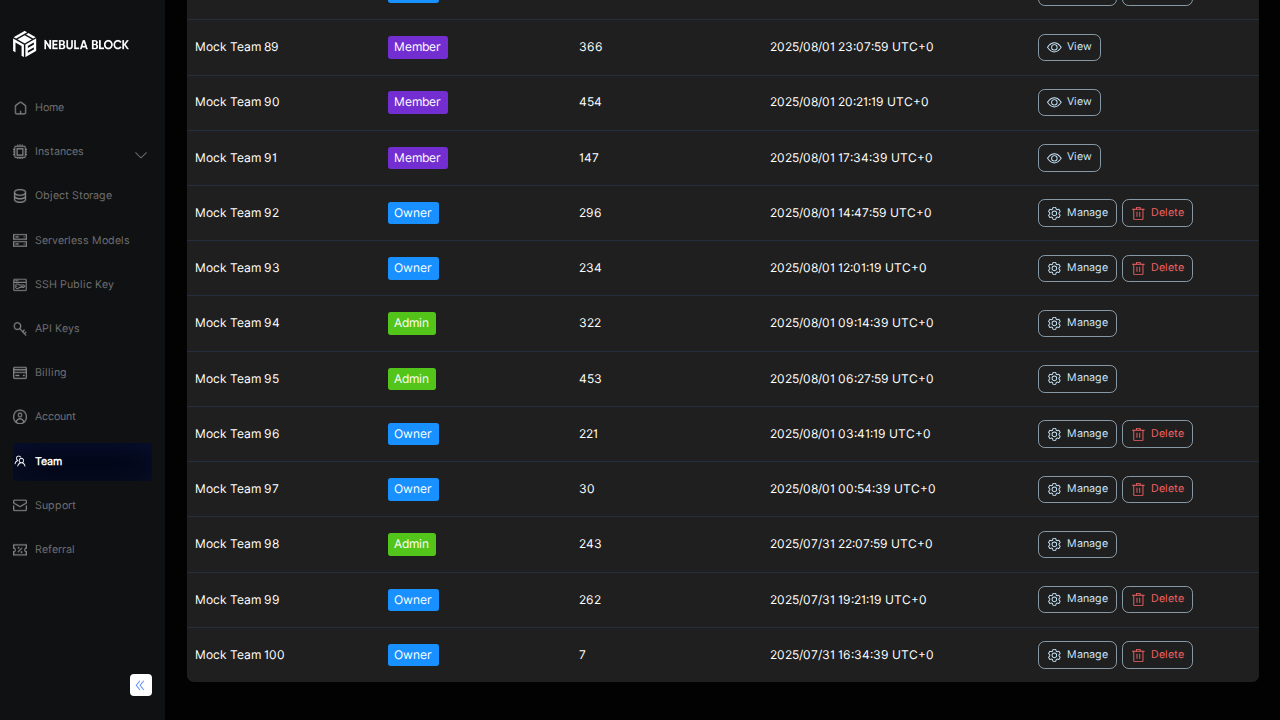 NEBULA BLOCK
Home
Instances
Object Storage
Serverless Models
SSH Public Key
API Keys
Billing
Account
Team
Support
Referral
Mock Team 89 Member 366 2025/08/01 23:07:59 UTC+0 View
Mock Team 90 Member 454 2025/08/01 20:21:19 UTC+0 View
Mock Team 91 Member 147 2025/08/01 17:34:39 UTC+0 View
Mock Team 92 Owner 296 2025/08/01 14:47:59 UTC+0 Manage Delete
Mock Team 93 Owner 234 2025/08/01 12:01:19 UTC+0 Manage Delete
Mock Team 94 Admin 322 2025/08/01 09:14:39 UTC+0 Manage
Mock Team 95 Admin 453 2025/08/01 06:27:59 UTC+0 Manage
Mock Team 96 Owner 221 2025/08/01 03:41:19 UTC+0 Manage Delete
Mock Team 97 Owner 30 2025/08/01 00:54:39 UTC+0 Manage Delete
Mock Team 98 Admin 243 2025/07/31 22:07:59 UTC+0 Manage
Mock Team 99 Owner 262 2025/07/31 19:21:19 UTC+0 Manage Delete
Mock Team 100 Owner 7 2025/07/31 16:34:39 UTC+0 Manage Delete